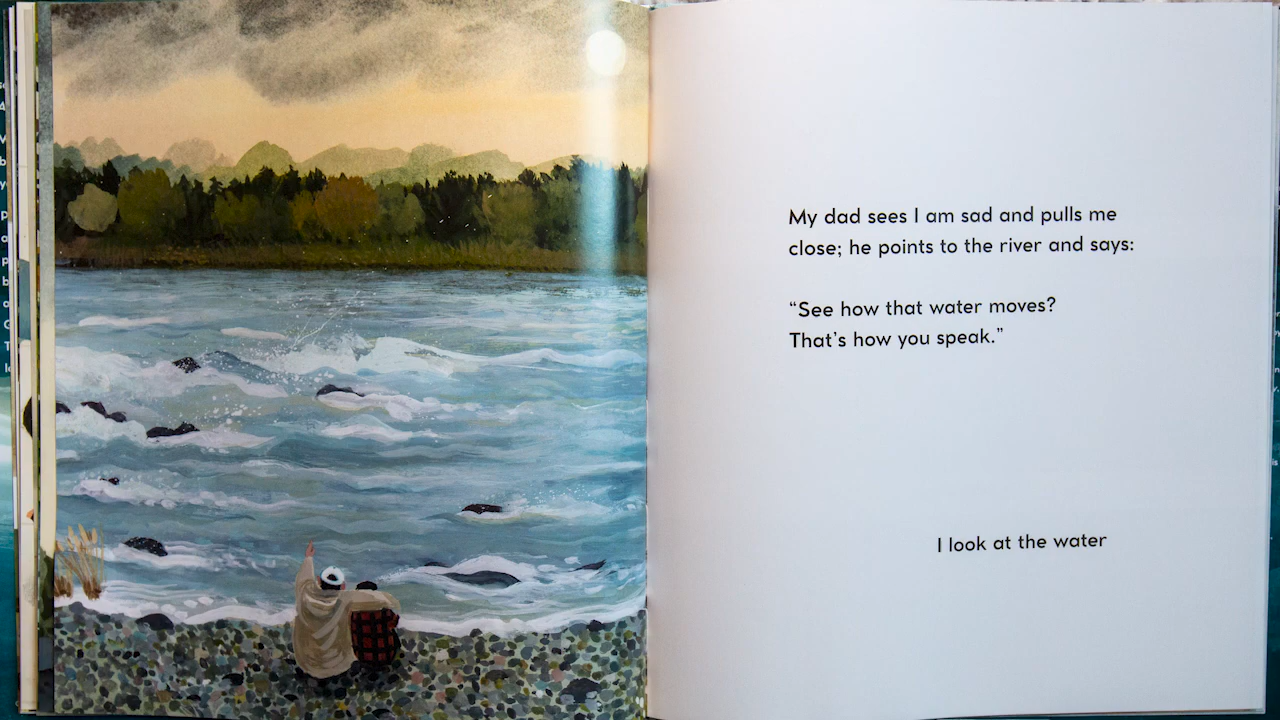 My dad sees I am sad and pulls me
close; he points to the river and says:
“See how that water moves?
That’s how you speak.”
I look at the water